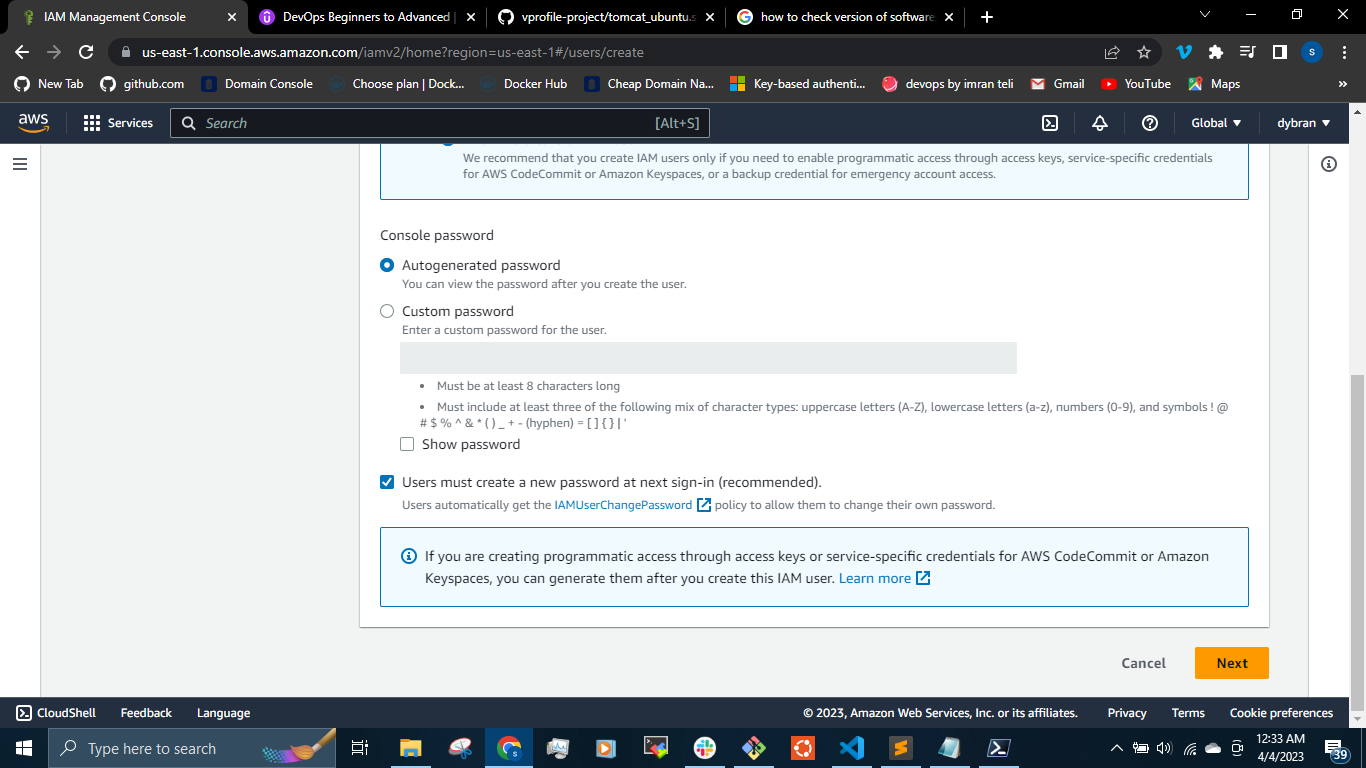 IAM Management Console
DevOps Beginners to Advanced |
vprofile-project/tomcat_ubuntu.s
how to check version of software
us-east-1.console.aws.amazon.com/iamv2/home?region=us-east-1#/users/create
S
New Tab
github.com
Domain Console
Choose plan | Dock...
Docker Hub
Cheap Domain Na...
Key-based authenti...
devops by imran teli
Gmail
YouTube
Maps
»
aws
Services
Search
[Alt+S]
Global
dybran
We recommend that you create IAM users only if you need to enable programmatic access through access keys, service-specific credentials
for AWS CodeCommit or Amazon Keyspaces, or a backup credential for emergency account access.
Console password
Autogenerated password
You can view the password after you create the user.
Custom password
Enter a custom password for the user.
• Must be at least 8 characters long
• Must include at least three of the following mix of character types: uppercase letters (A-Z), lowercase letters (a-z), numbers (0-9), and symbols ! @
# $ % ^ & * ( ) _ + - (hyphen) = [ ] { } | '
Show password
Users must create a new password at next sign-in (recommended).
Users automatically get the IAMUserChangePassword policy to allow them to change their own password.
If you are creating programmatic access through access keys or service-specific credentials for AWS CodeCommit or Amazon
Keyspaces, you can generate them after you create this IAM user. Learn more
Cancel
Next
CloudShell
Feedback
Language
© 2023, Amazon Web Services, Inc. or its affiliates.
Privacy
Terms
Cookie preferences
Type here to search
12:33 AM
4/4/2023
39